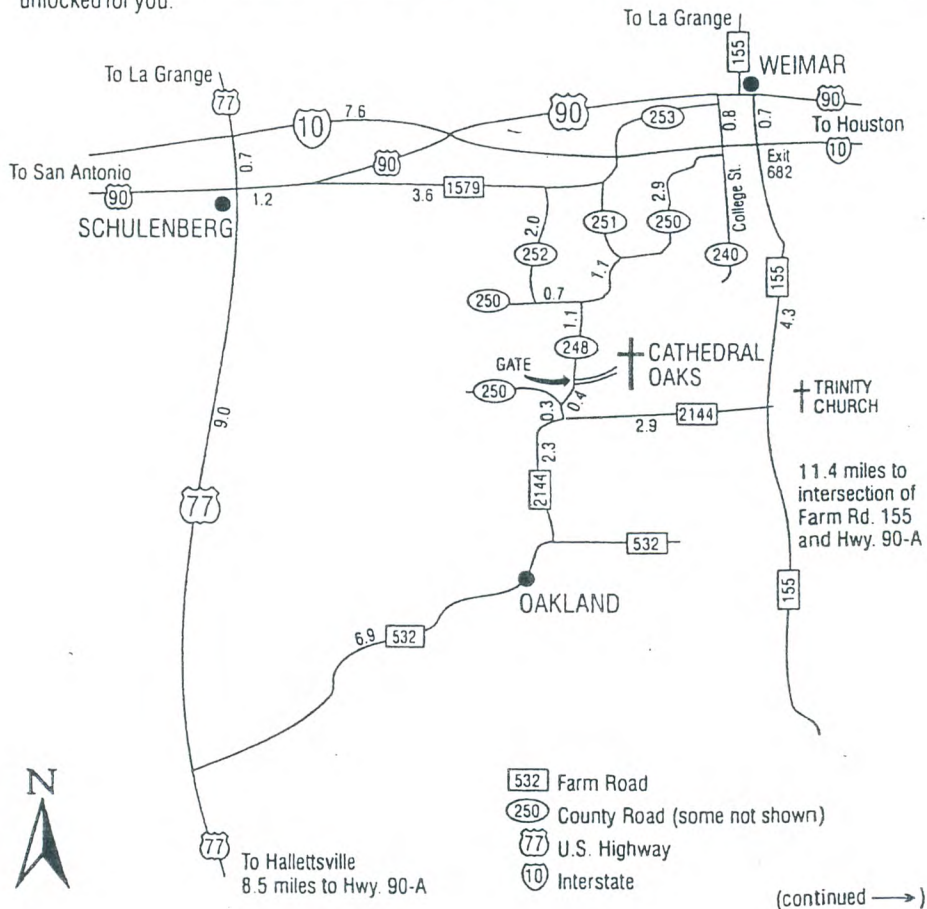 unlocked for you.
To La Grange
155
WEIMAR
To La Grange
77
90
90
253
0.8
0.7
10
7.6
To Houston
10
Exit
682
To San Antonio
90
0.7
90
1.2
3.6
1579
SCHULENBERG
2.0
252
251
2.9
250
College St.
240
155
1.1
4.3
250
0.7
1.1
248
GATE
CATHEDRAL
OAKS
250
0.4
0.3
TRINITY
CHURCH
2144
2.9
9.0
2.3
2144
11.4 miles to
intersection of
Farm Rd. 155
and Hwy. 90-A
77
532
OAKLAND
155
6.9
532
N
532 Farm Road
250 County Road (some not shown)
77 U.S. Highway
10 Interstate
77
To Hallettsville
8.5 miles to Hwy. 90-A
(continued ⟶)